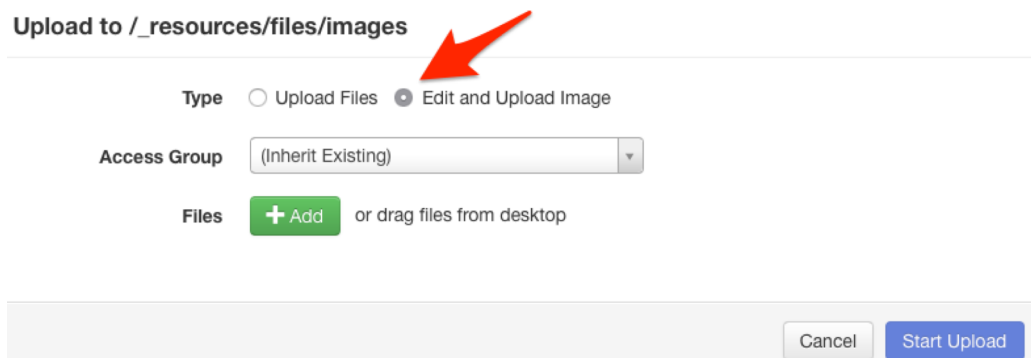 Upload to /_resources/files/images
Type Upload Files Edit and Upload Image
Access Group (Inherit Existing)
Files + Add or drag files from desktop
Cancel Start Upload